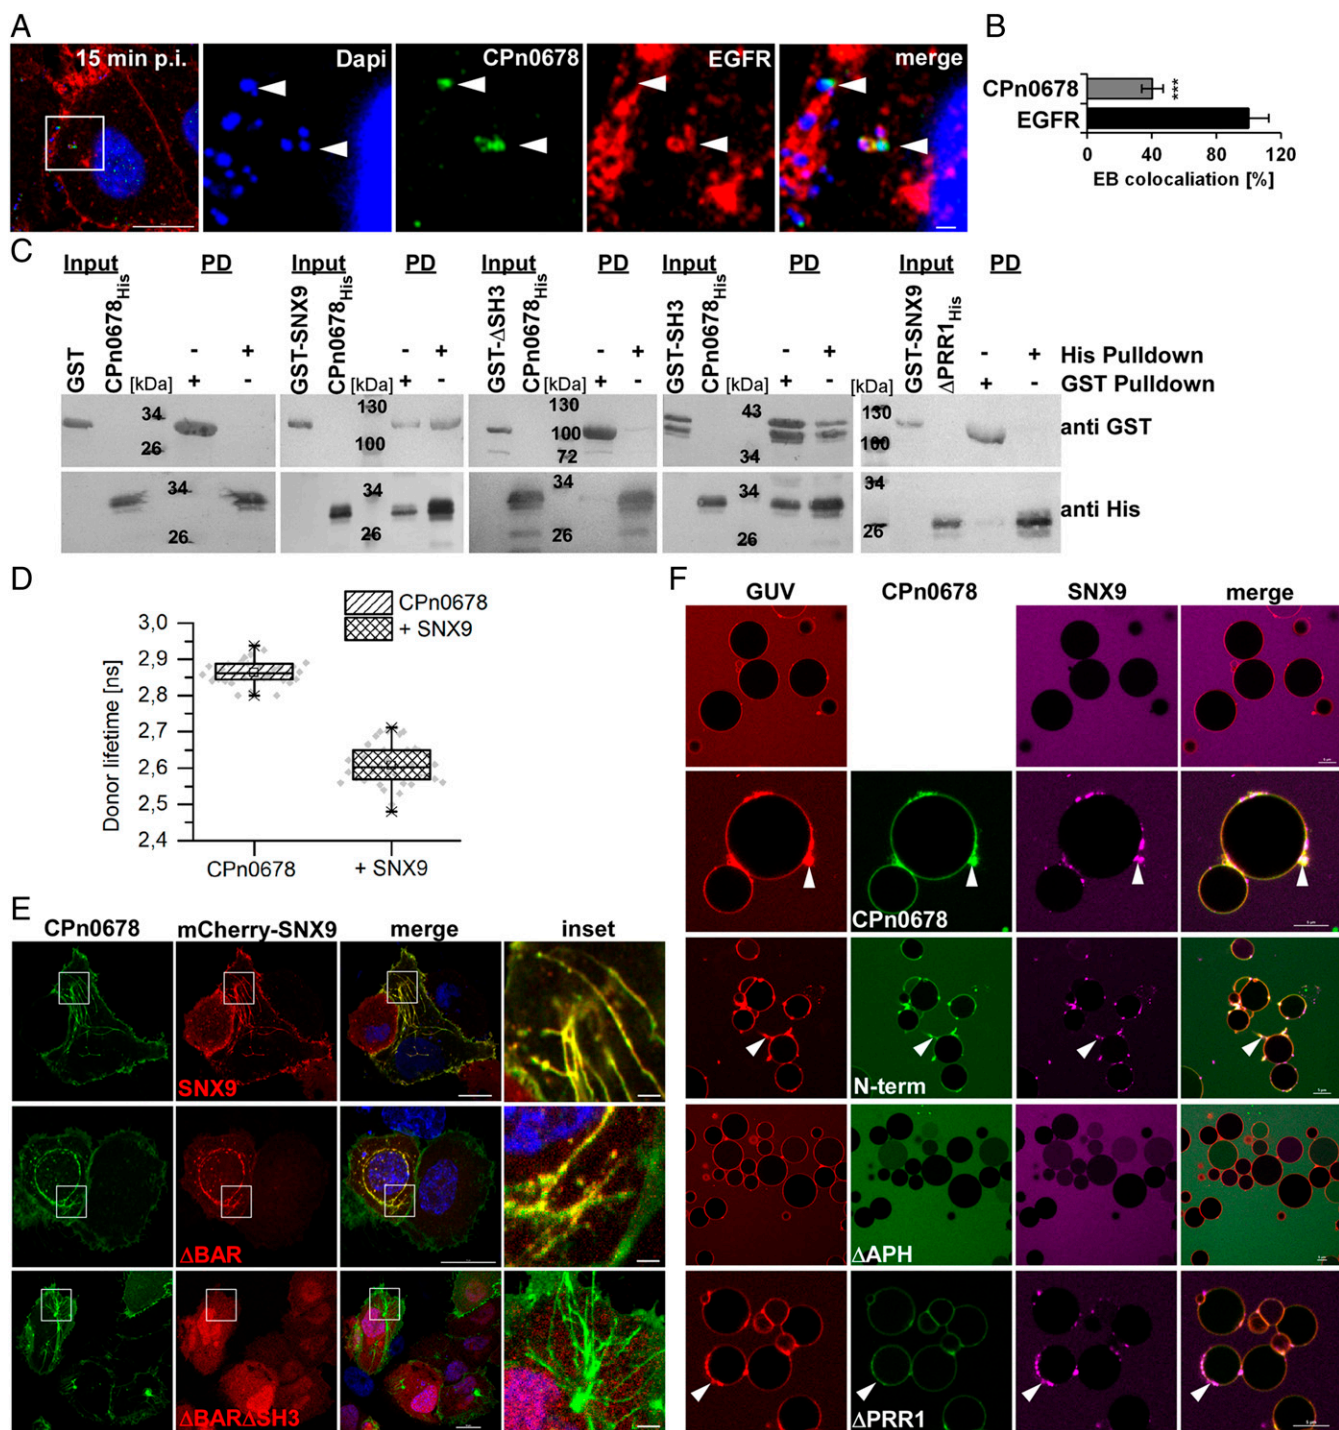 A
15 min p.i.
Dapi
CPn0678
EGFR
merge
B
CPn0678
***
EGFR
0 40 80 120
EB colocaliation [%]
C
Input PD
GST CPn0678His [kDa] - +
+ -
34
26
34
26
Input PD
GST-SNX9 CPn0678His [kDa] - +
+ -
130
100
34
26
Input PD
GST-ΔSH3 CPn0678His [kDa] - +
+ -
130
100
72
34
26
Input PD
GST-SH3 CPn0678His [kDa] - +
+ -
43
34
34
26
Input PD
[kDa] GST-SNX9 ΔPRR1His - +
+ -
130
100
34
26
His Pulldown
GST Pulldown
anti GST
anti His
D
CPn0678
+ SNX9
3,0
2,9
2,8
2,7
2,6
2,5
2,4
Donor lifetime [ns]
CPn0678 + SNX9
E
CPn0678 mCherry-SNX9 merge inset
SNX9
ΔBAR
ΔBARΔSH3
F
GUV CPn0678 SNX9 merge
CPn0678
N-term
ΔAPH
ΔPRR1